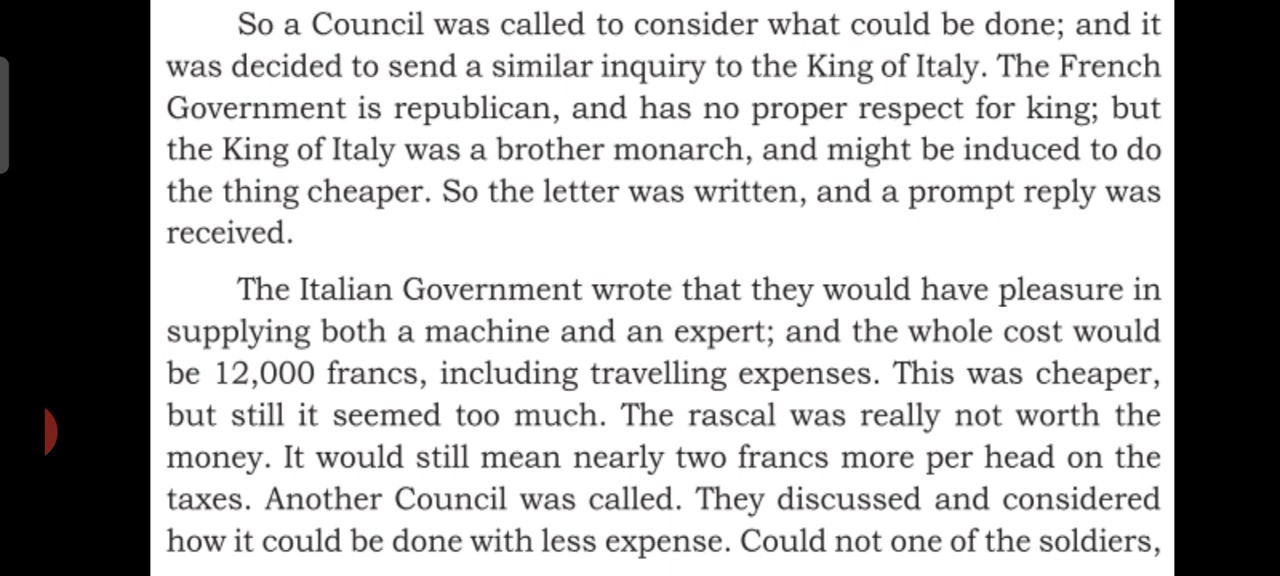 So a Council was called to consider what could be done; and it
was decided to send a similar inquiry to the King of Italy. The French
Government is republican, and has no proper respect for king; but
the King of Italy was a brother monarch, and might be induced to do
the thing cheaper. So the letter was written, and a prompt reply was
received.
The Italian Government wrote that they would have pleasure in
supplying both a machine and an expert; and the whole cost would
be 12,000 francs, including travelling expenses. This was cheaper,
but still it seemed too much. The rascal was really not worth the
money. It would still mean nearly two francs more per head on the
taxes. Another Council was called. They discussed and considered
how it could be done with less expense. Could not one of the soldiers,